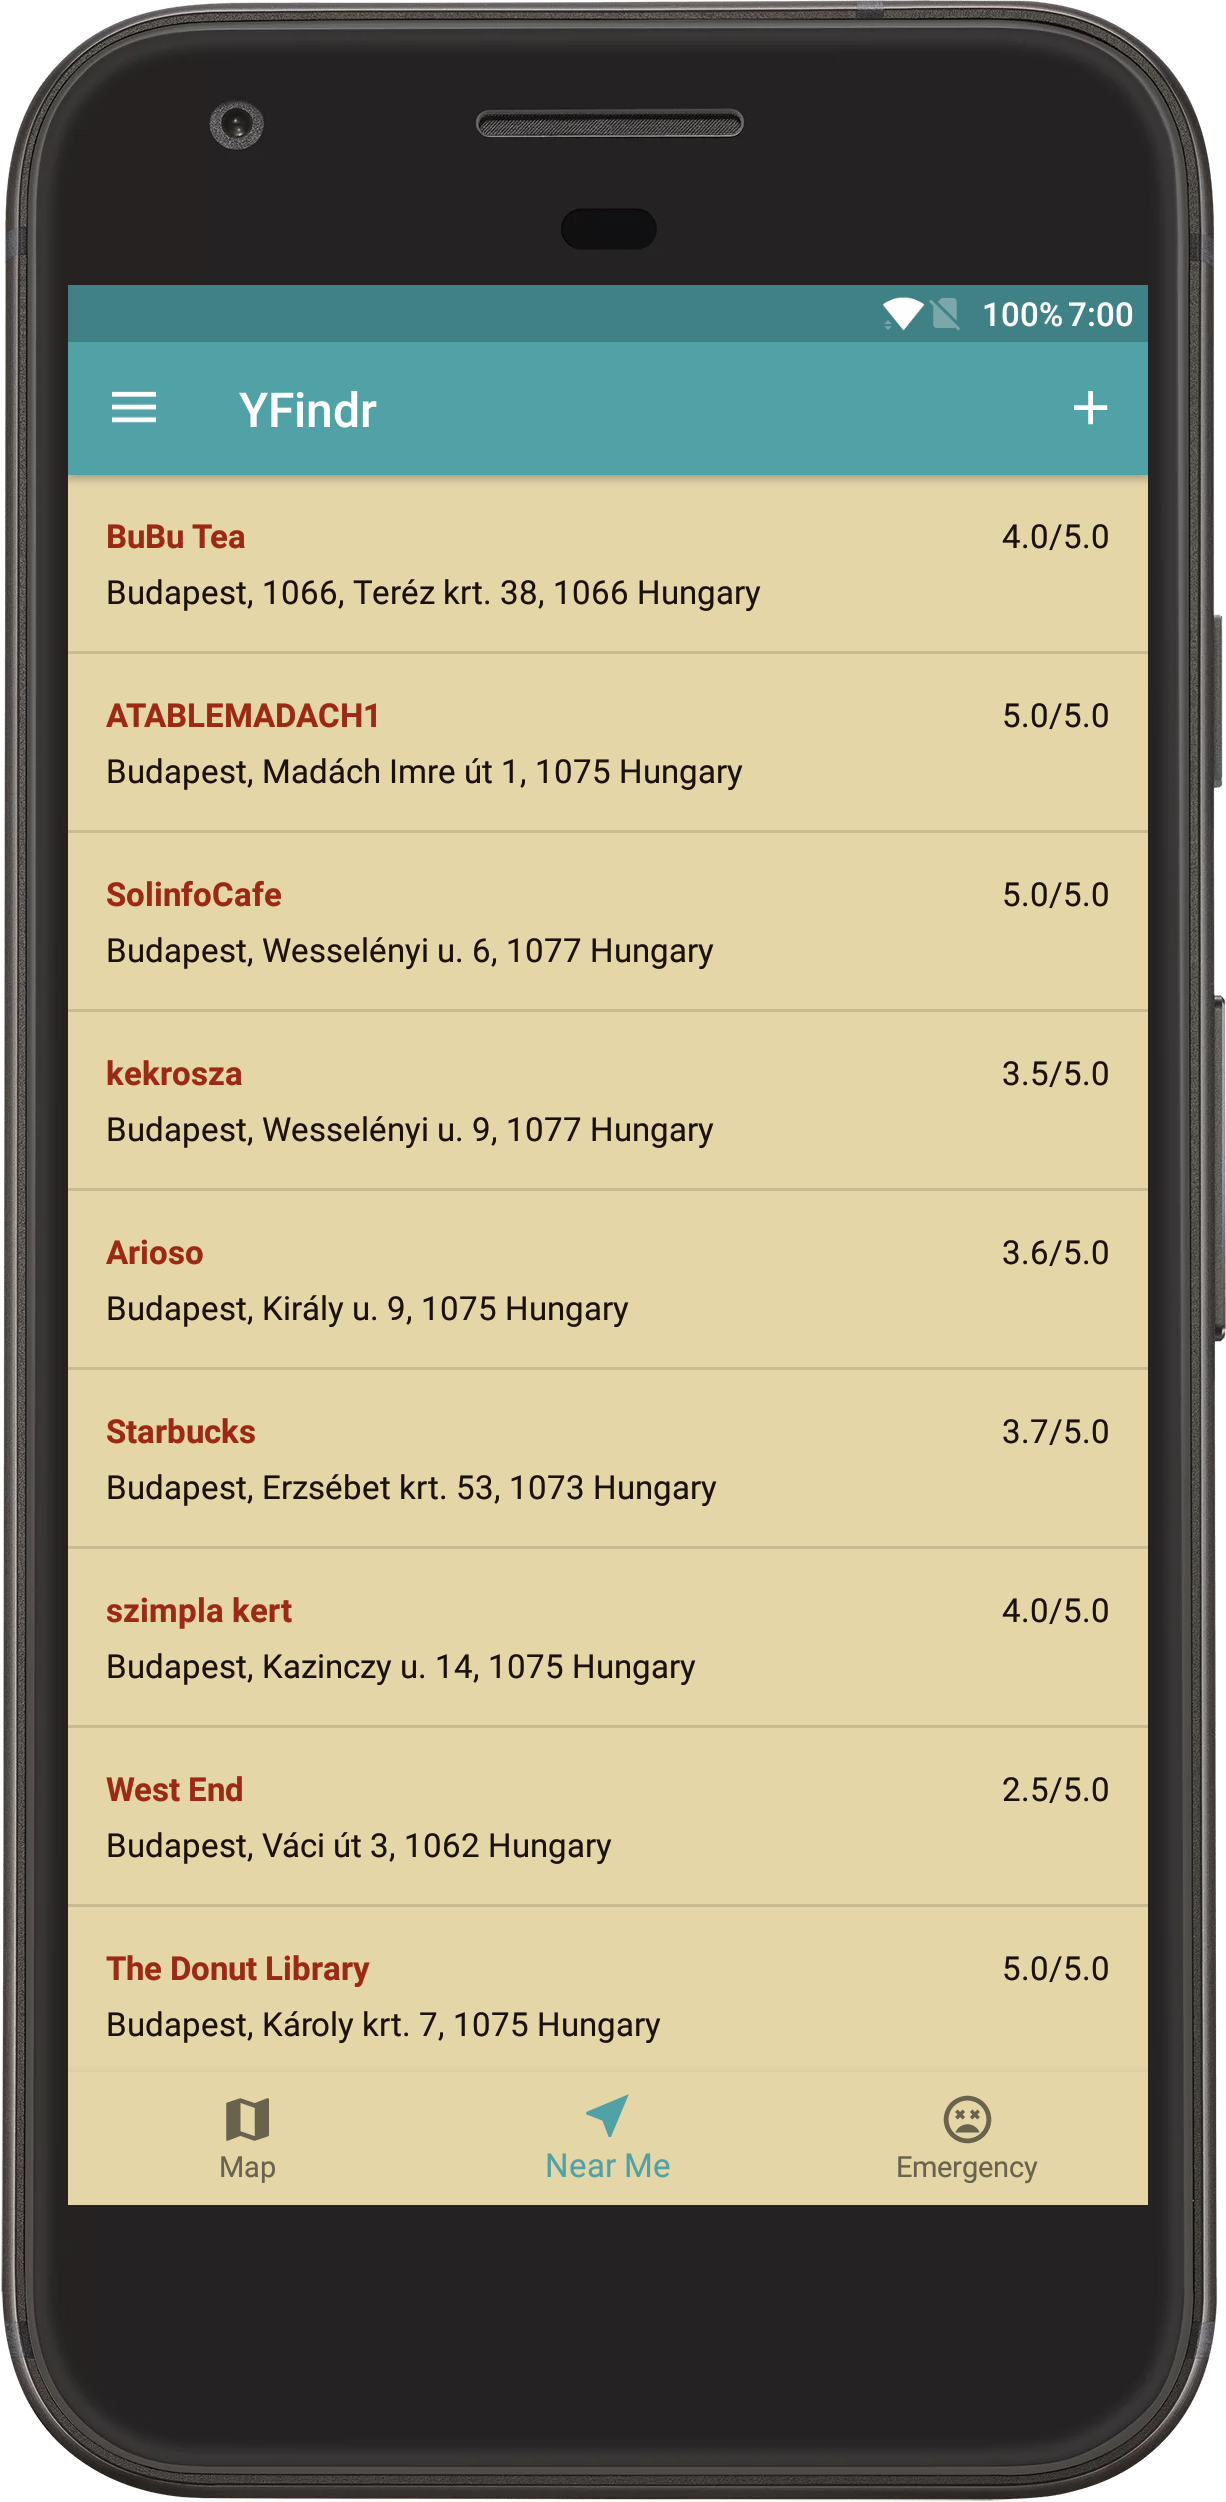 100% 7:00
YFindr
BuBu Tea 4.0/5.0
Budapest, 1066, Teréz krt. 38, 1066 Hungary
ATABLEMADACH1 5.0/5.0
Budapest, Madách Imre út 1, 1075 Hungary
SolinfoCafe 5.0/5.0
Budapest, Wesselényi u. 6, 1077 Hungary
kekrosza 3.5/5.0
Budapest, Wesselényi u. 9, 1077 Hungary
Arioso 3.6/5.0
Budapest, Király u. 9, 1075 Hungary
Starbucks 3.7/5.0
Budapest, Erzsébet krt. 53, 1073 Hungary
szimpla kert 4.0/5.0
Budapest, Kazinczy u. 14, 1075 Hungary
West End 2.5/5.0
Budapest, Váci út 3, 1062 Hungary
The Donut Library 5.0/5.0
Budapest, Károly krt. 7, 1075 Hungary
Map Near Me Emergency